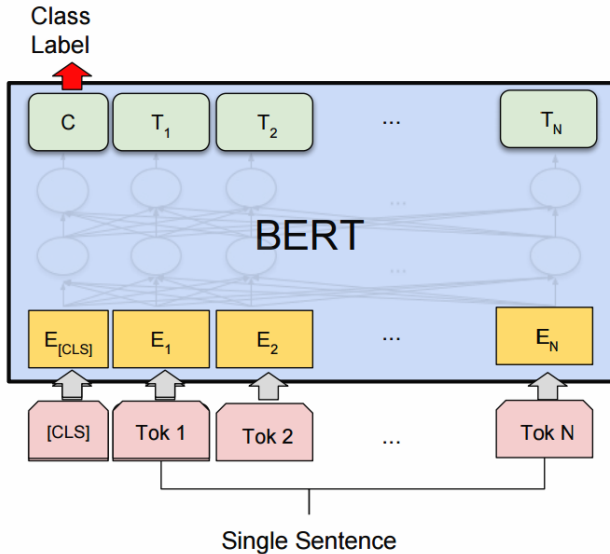 Class
Label
C T1 T2 ... TN
...
BERT
...
E[CLS] E1 E2 ... EN
[CLS] Tok 1 Tok 2 ... Tok N
Single Sentence